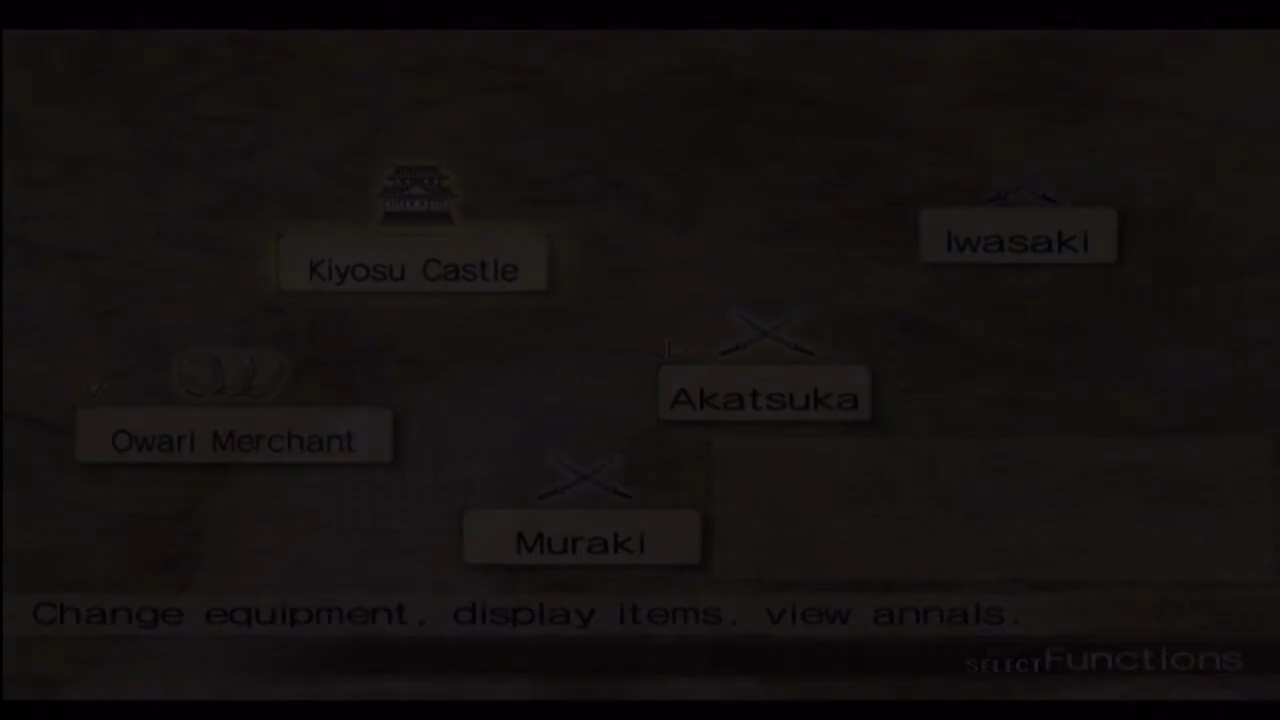 Kiyosu Castle
Iwasaki
Akatsuka
Owari Merchant
Muraki
Change equipment, display items, view annals.
SELECT Functions